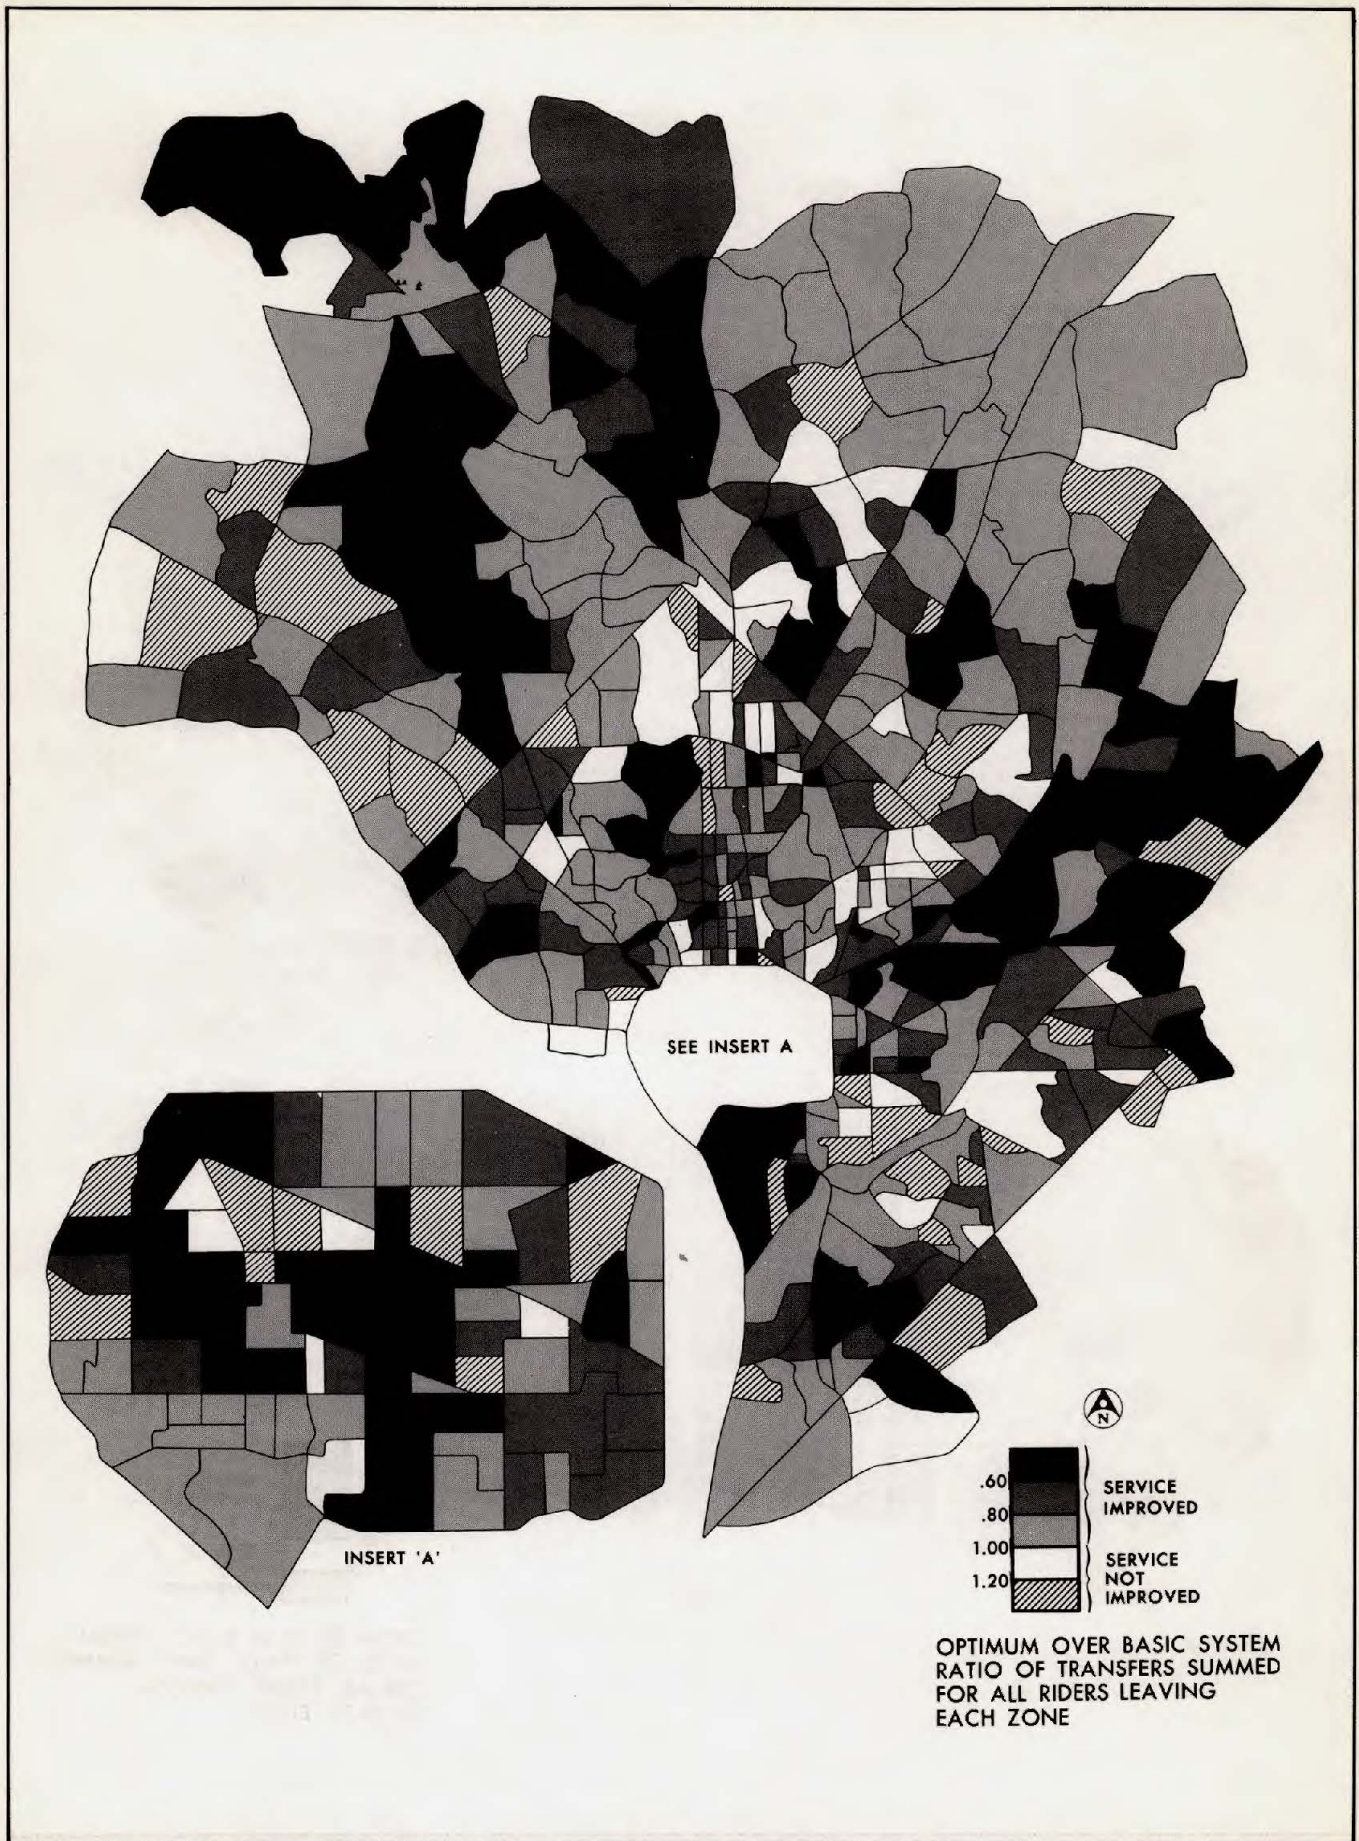 SEE INSERT A
INSERT 'A'
N
.60
.80
1.00
1.20
SERVICE
IMPROVED
SERVICE
NOT
IMPROVED
OPTIMUM OVER BASIC SYSTEM
RATIO OF TRANSFERS SUMMED
FOR ALL RIDERS LEAVING
EACH ZONE